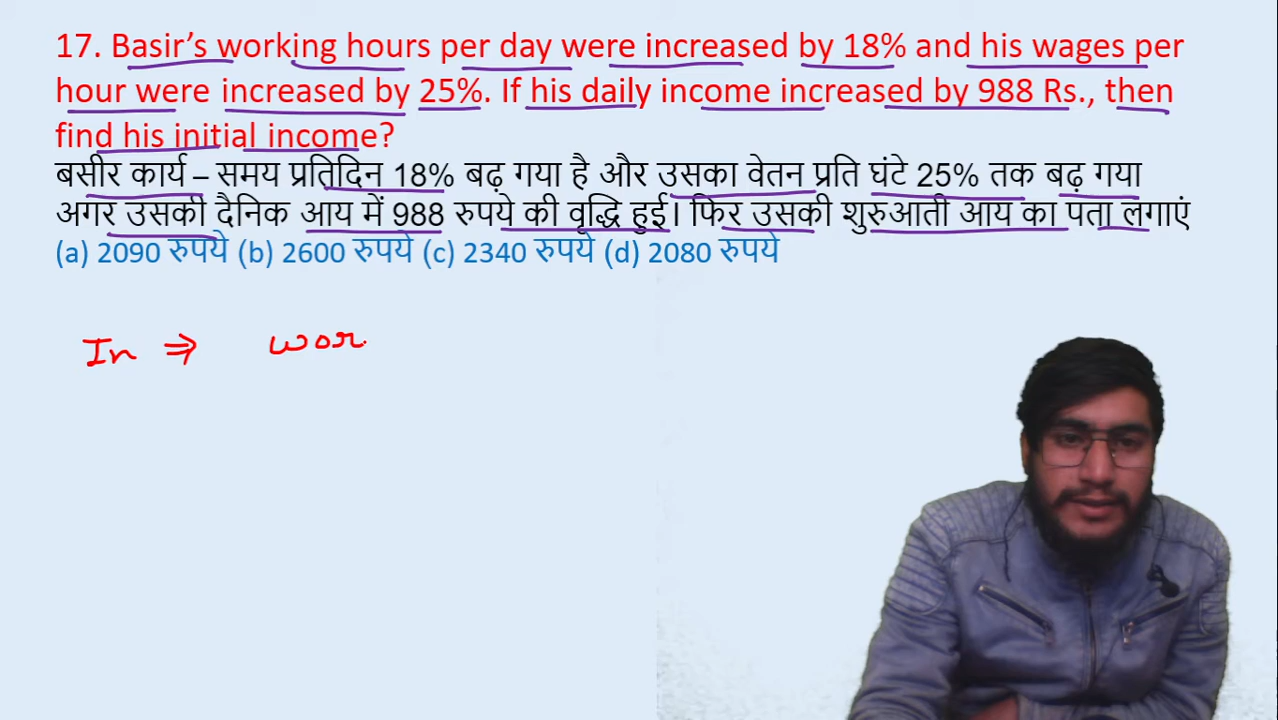 17. Basir's working hours per day were increased by 18% and his wages per
hour were increased by 25%. If his daily income increased by 988 Rs., then
find his initial income?
बसीर कार्य – समय प्रतिदिन 18% बढ़ गया है और उसका वेतन प्रति घंटे 25% तक बढ़ गया
अगर उसकी दैनिक आय में 988 रुपये की वृद्धि हुई। फिर उसकी शुरुआती आय का पता लगाएं
(a) 2090 रुपये (b) 2600 रुपये (c) 2340 रुपये (d) 2080 रुपये
In ⇒ wor